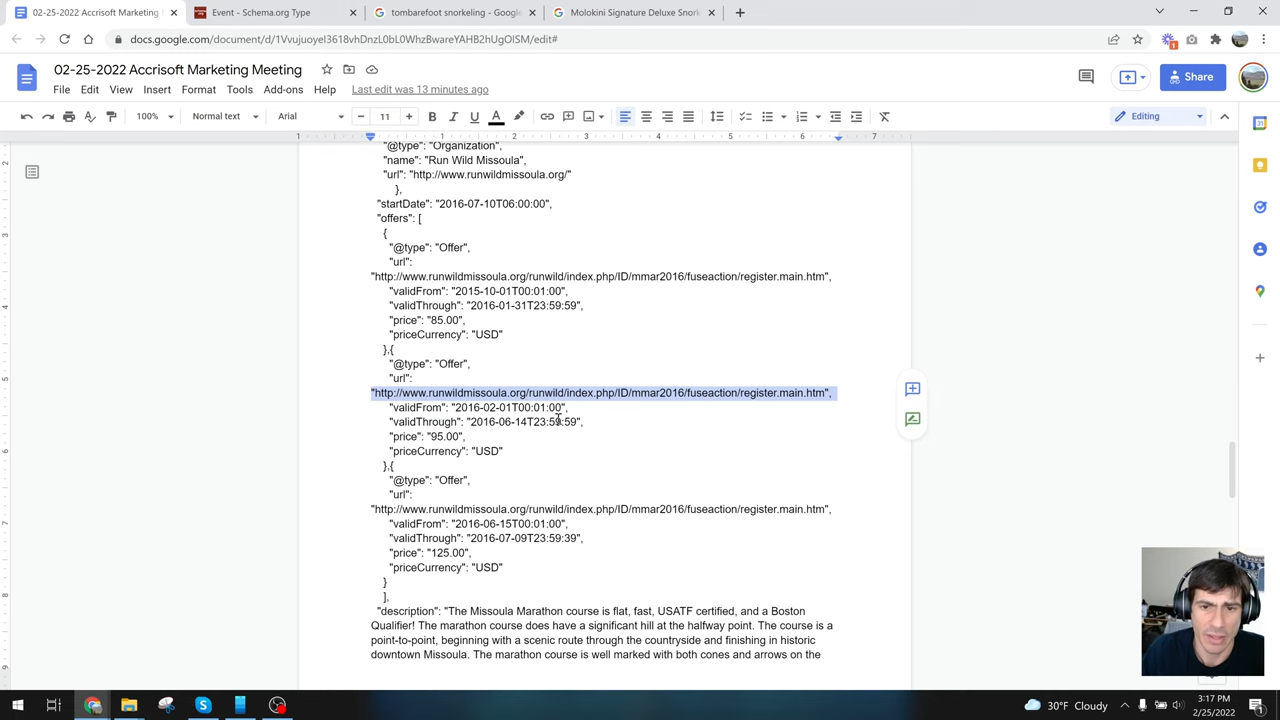 02-25-2022 Accrisoft Marketing
Event - Schema.org Type
tombarefoot snorkeling - Google
Molokini Signature Deluxe Snork
docs.google.com/document/d/1Vvujuoyel3618vhDnzL0bL0WhzBwareYAHB2hUgOlSM/edit#
02-25-2022 Accrisoft Marketing Meeting
File Edit View Insert Format Tools Add-ons Help Last edit was 13 minutes ago
Share
100% Normal text Arial 11 Editing
1 1 2 3 4 5 6 7
"@type": "Organization",
"name": "Run Wild Missoula",
"url": "http://www.runwildmissoula.org/"
},
"startDate": "2016-07-10T06:00:00",
"offers": [
{
"@type": "Offer",
"url":
"http://www.runwildmissoula.org/runwild/index.php/ID/mmar2016/fuseaction/register.main.htm",
"validFrom": "2015-10-01T00:01:00",
"validThrough": "2016-01-31T23:59:59",
"price": "85.00",
"priceCurrency": "USD"
},{
"@type": "Offer",
"url":
"http://www.runwildmissoula.org/runwild/index.php/ID/mmar2016/fuseaction/register.main.htm",
"validFrom": "2016-02-01T00:01:00",
"validThrough": "2016-06-14T23:59:59",
"price": "95.00",
"priceCurrency": "USD"
},{
"@type": "Offer",
"url":
"http://www.runwildmissoula.org/runwild/index.php/ID/mmar2016/fuseaction/register.main.htm",
"validFrom": "2016-06-15T00:01:00",
"validThrough": "2016-07-09T23:59:39",
"price": "125.00",
"priceCurrency": "USD"
}
],
"description": "The Missoula Marathon course is flat, fast, USATF certified, and a Boston
Qualifier! The marathon course does have a significant hill at the halfway point. The course is a
point-to-point, beginning with a scenic route through the countryside and finishing in historic
downtown Missoula. The marathon course is well marked with both cones and arrows on the
30°F Cloudy
3:17 PM
2/25/2022